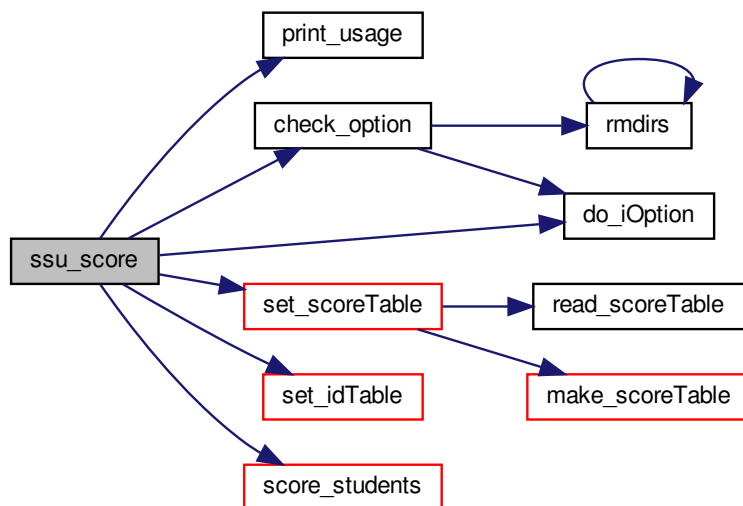 print_usage
check_option
rmdirs
do_iOption
ssu_score
set_scoreTable
read_scoreTable
set_idTable
make_scoreTable
score_students